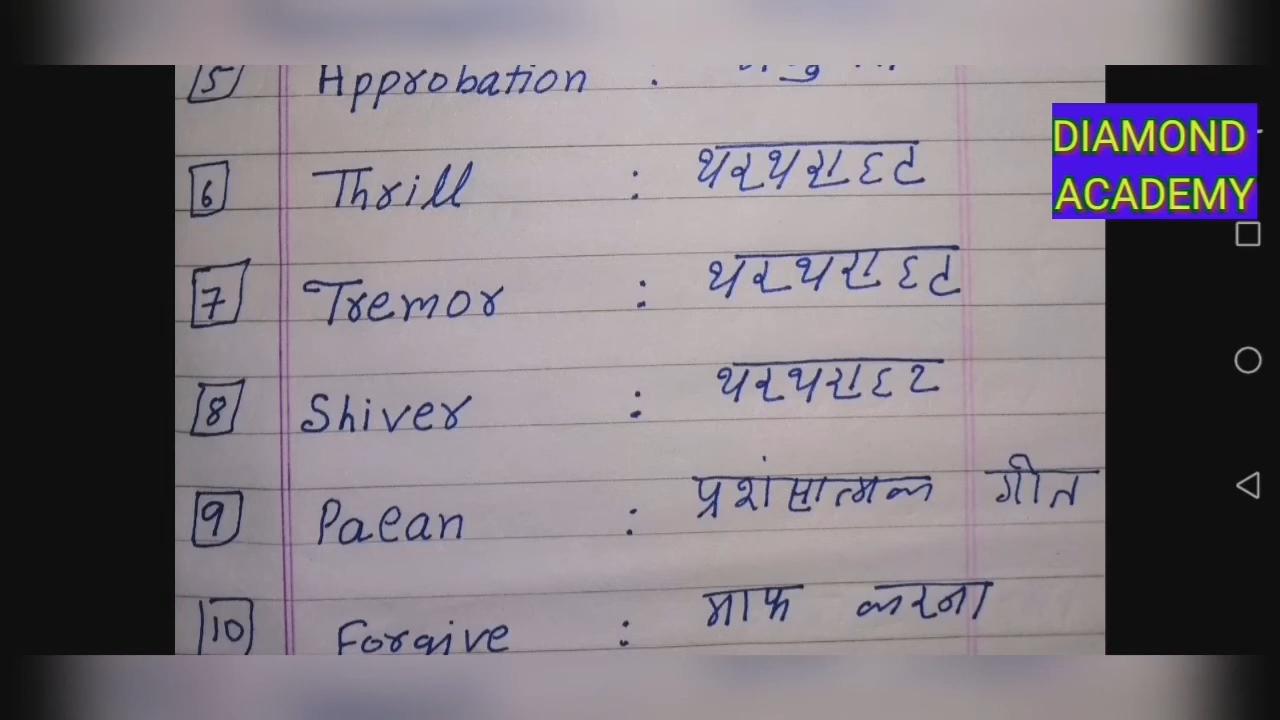 5 Approbation :
6 Thrill : थरथराहट
7 Tremor : थरथराहट
8 Shiver : थरथराहट
9 Paean : प्रशंसात्मक गीत
10 Forgive : माफ करना
DIAMOND
ACADEMY